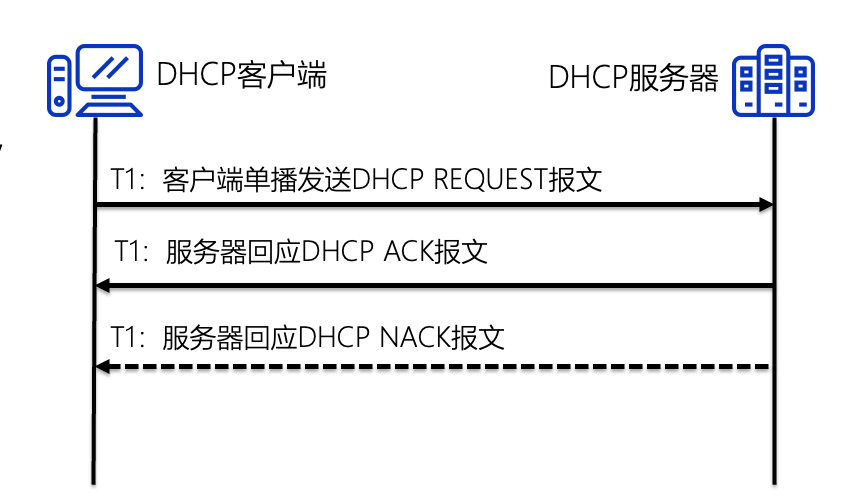 DHCP客户端
DHCP服务器
T1：客户端单播发送DHCP REQUEST报文
T1：服务器回应DHCP ACK报文
T1：服务器回应DHCP NACK报文